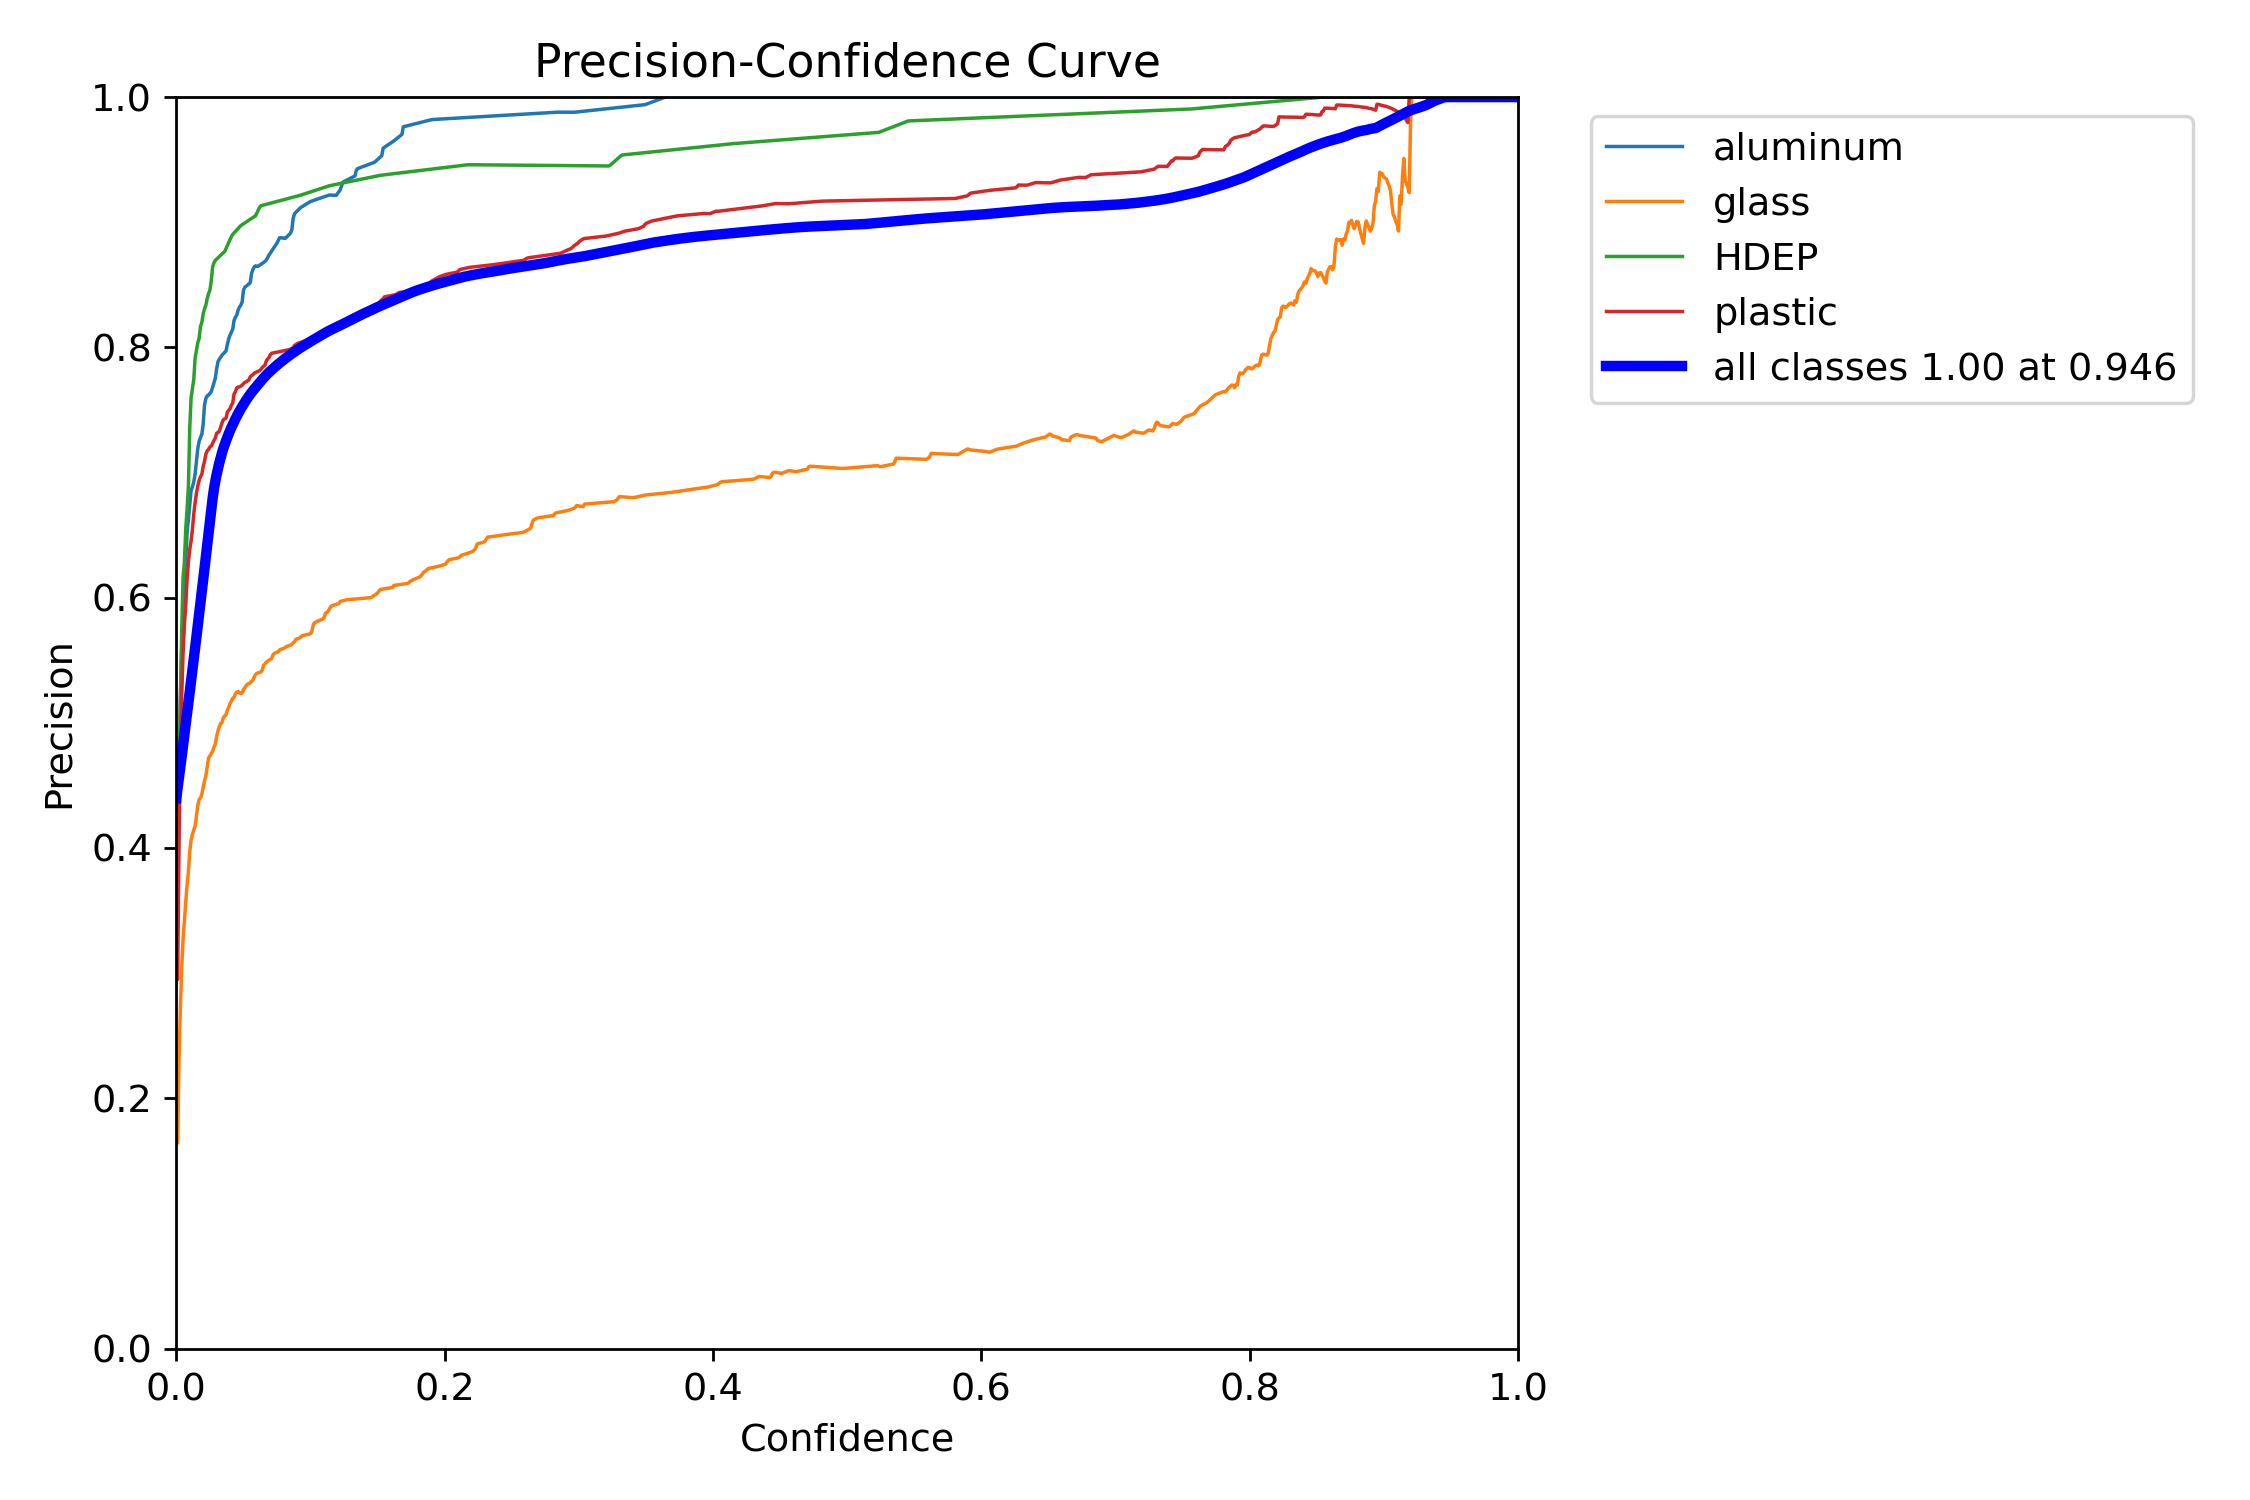 Precision-Confidence Curve
1.0
0.8
0.6
0.4
0.2
0.0
Precision
0.0 0.2 0.4 0.6 0.8 1.0
Confidence
aluminum
glass
HDEP
plastic
all classes 1.00 at 0.946